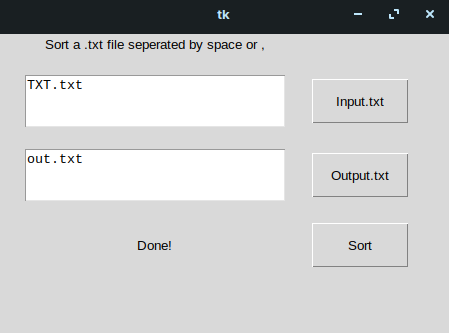 tk
Sort a .txt file seperated by space or ,
TXT.txt
Input.txt
out.txt
Output.txt
Done!
Sort